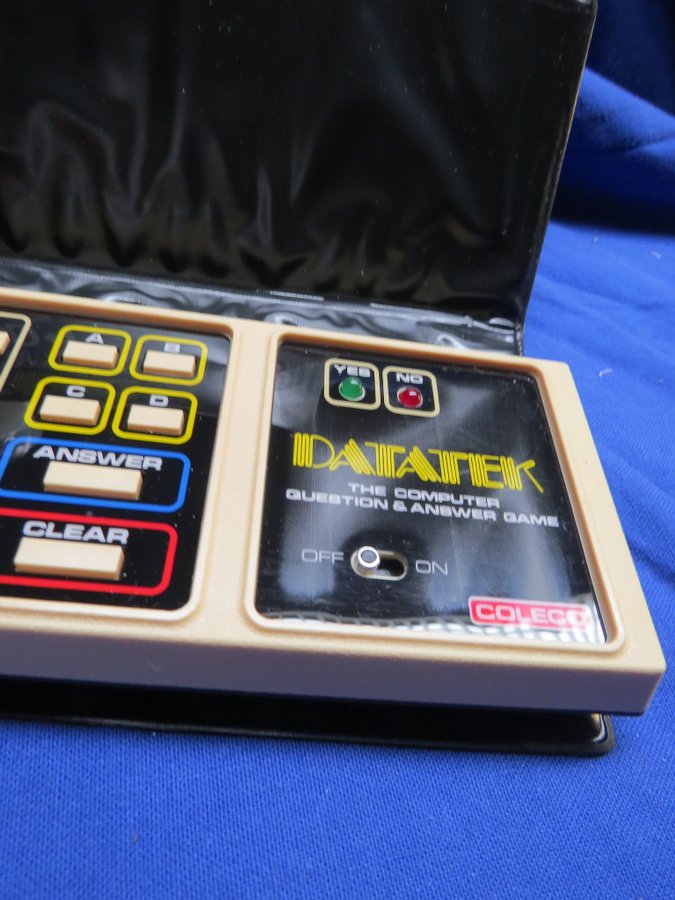 A B
C D
ANSWER
CLEAR
YES NO
DATATEK
THE COMPUTER
QUESTION & ANSWER GAME
OFF ON
COLECO